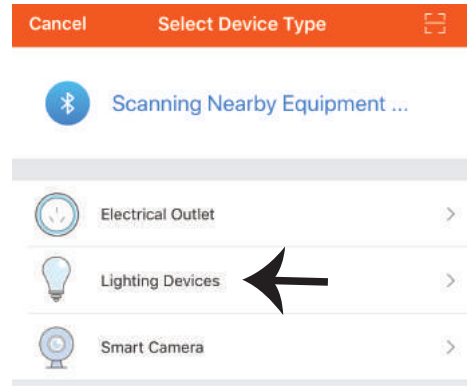 Cancel Select Device Type
Scanning Nearby Equipment ...
Electrical Outlet
Lighting Devices
Smart Camera